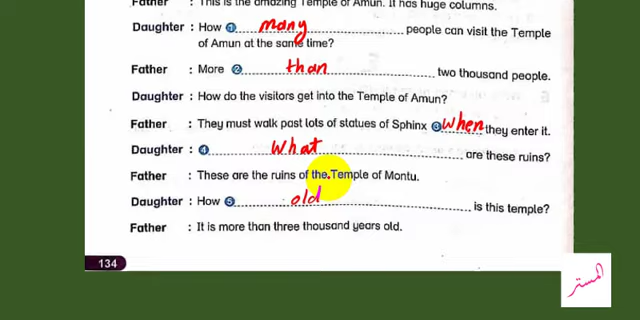 Father : This is the amazing Temple of Amun. It has huge columns.
Daughter : How ① many people can visit the Temple
of Amun at the same time?
Father : More ② than two thousand people.
Daughter : How do the visitors get into the Temple of Amun?
Father : They must walk past lots of statues of Sphinx ③ when they enter it.
Daughter : ④ What are these ruins?
Father : These are the ruins of the Temple of Montu.
Daughter : How ⑤ old is this temple?
Father : It is more than three thousand years old.
134
المستر